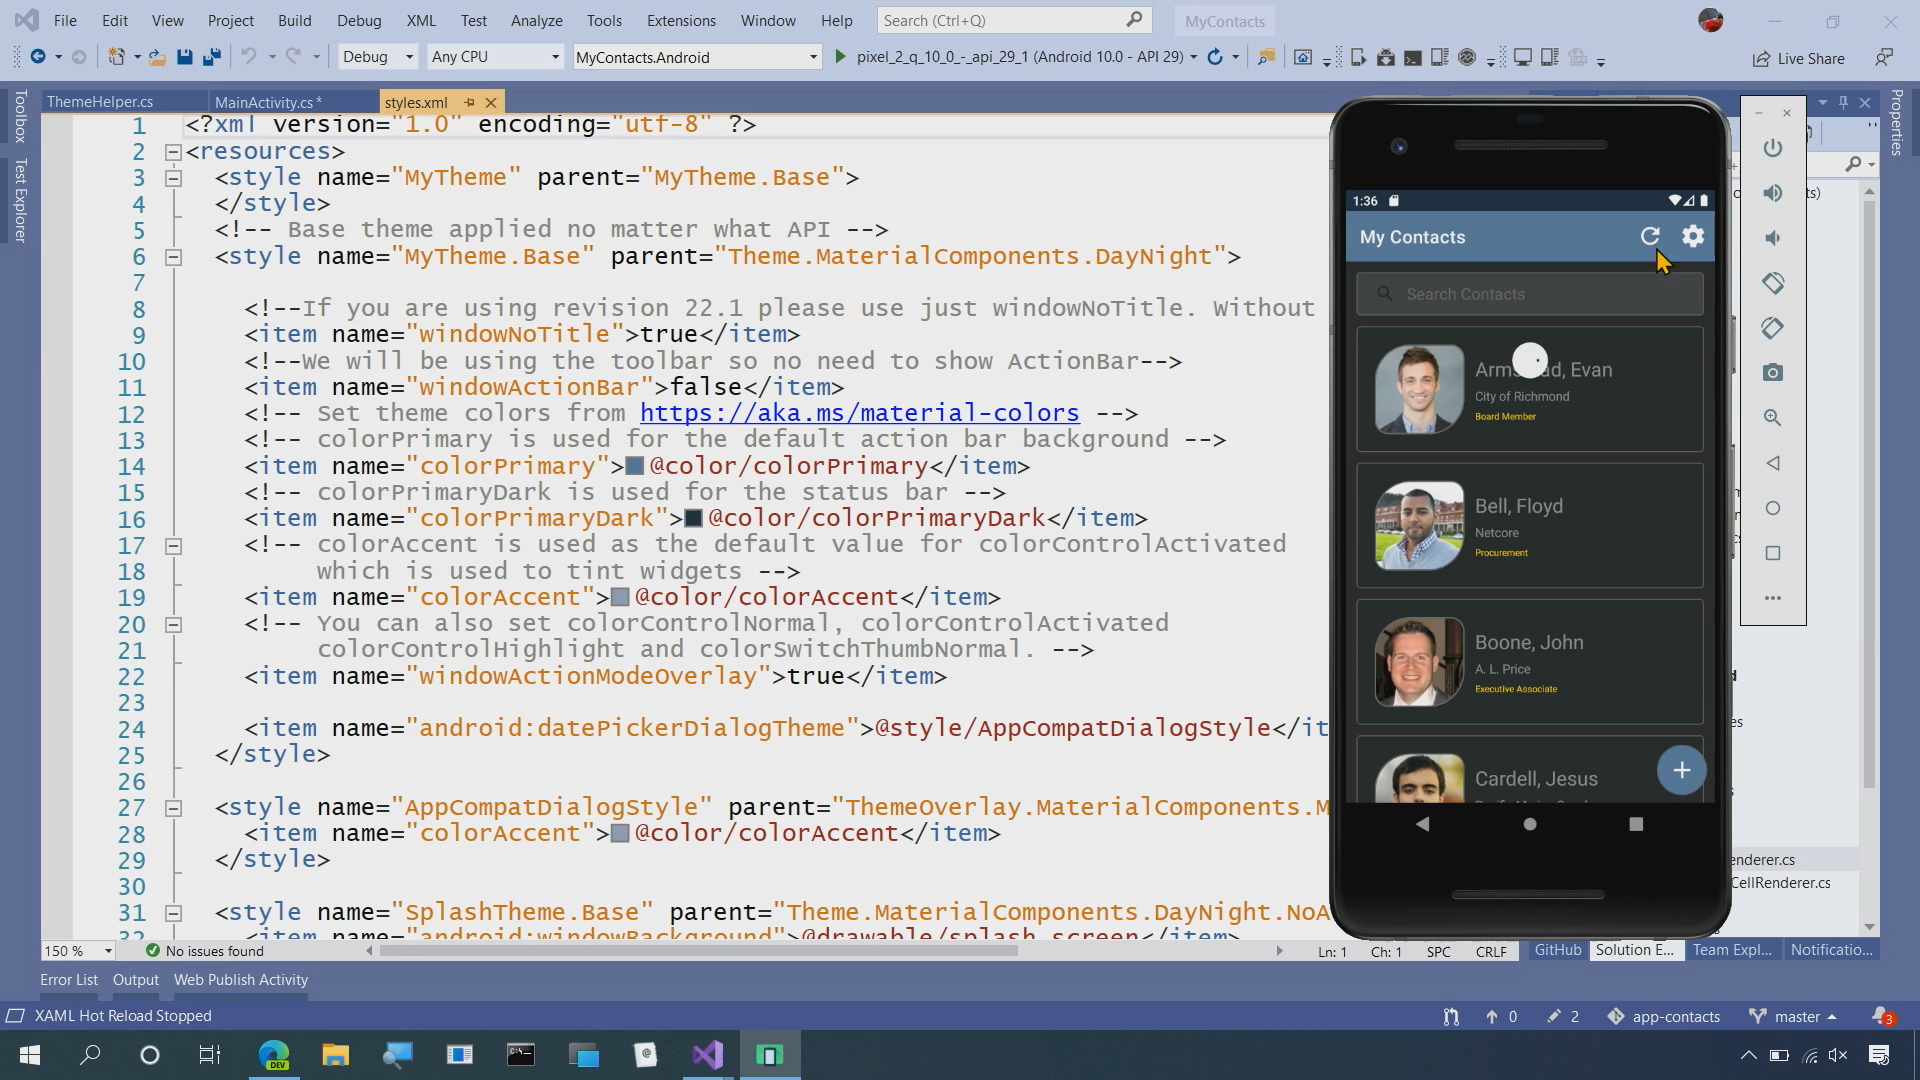 File Edit View Project Build Debug XML Test Analyze Tools Extensions Window Help Search (Ctrl+Q) MyContacts
Debug Any CPU MyContacts.Android pixel_2_q_10_0_-_api_29_1 (Android 10.0 - API 29) Live Share
Toolbox
Test Explorer
Properties
ThemeHelper.cs MainActivity.cs* styles.xml
1 <?xml version="1.0" encoding="utf-8" ?>
2 <resources>
3 <style name="MyTheme" parent="MyTheme.Base">
4 </style>
5 <!-- Base theme applied no matter what API -->
6 <style name="MyTheme.Base" parent="Theme.MaterialComponents.DayNight">
7
8 <!--If you are using revision 22.1 please use just windowNoTitle. Without
9 <item name="windowNoTitle">true</item>
10 <!--We will be using the toolbar so no need to show ActionBar-->
11 <item name="windowActionBar">false</item>
12 <!-- Set theme colors from https://aka.ms/material-colors -->
13 <!-- colorPrimary is used for the default action bar background -->
14 <item name="colorPrimary">@color/colorPrimary</item>
15 <!-- colorPrimaryDark is used for the status bar -->
16 <item name="colorPrimaryDark">@color/colorPrimaryDark</item>
17 <!-- colorAccent is used as the default value for colorControlActivated
18 which is used to tint widgets -->
19 <item name="colorAccent">@color/colorAccent</item>
20 <!-- You can also set colorControlNormal, colorControlActivated
21 colorControlHighlight and colorSwitchThumbNormal. -->
22 <item name="windowActionModeOverlay">true</item>
23
24 <item name="android:datePickerDialogTheme">@style/AppCompatDialogStyle</it
25 </style>
26
27 <style name="AppCompatDialogStyle" parent="ThemeOverlay.MaterialComponents.M
28 <item name="colorAccent">@color/colorAccent</item>
29 </style>
30
31 <style name="SplashTheme.Base" parent="Theme.MaterialComponents.DayNight.NoA
32 <item name="android:windowBackground">@drawable/splash_screen</item>
1:36
My Contacts
Search Contacts
Evan
City of Richmond
Board Member
Bell, Floyd
Netcore
Procurement
Boone, John
A. L. Price
Executive Associate
Cardell, Jesus
+
ts)
es
enderer.cs
CellRenderer.cs
150 % No issues found Ln: 1 Ch: 1 SPC CRLF GitHub Solution E... Team Expl... Notificatio...
Error List Output Web Publish Activity
XAML Hot Reload Stopped 0 2 app-contacts master 3
DEV